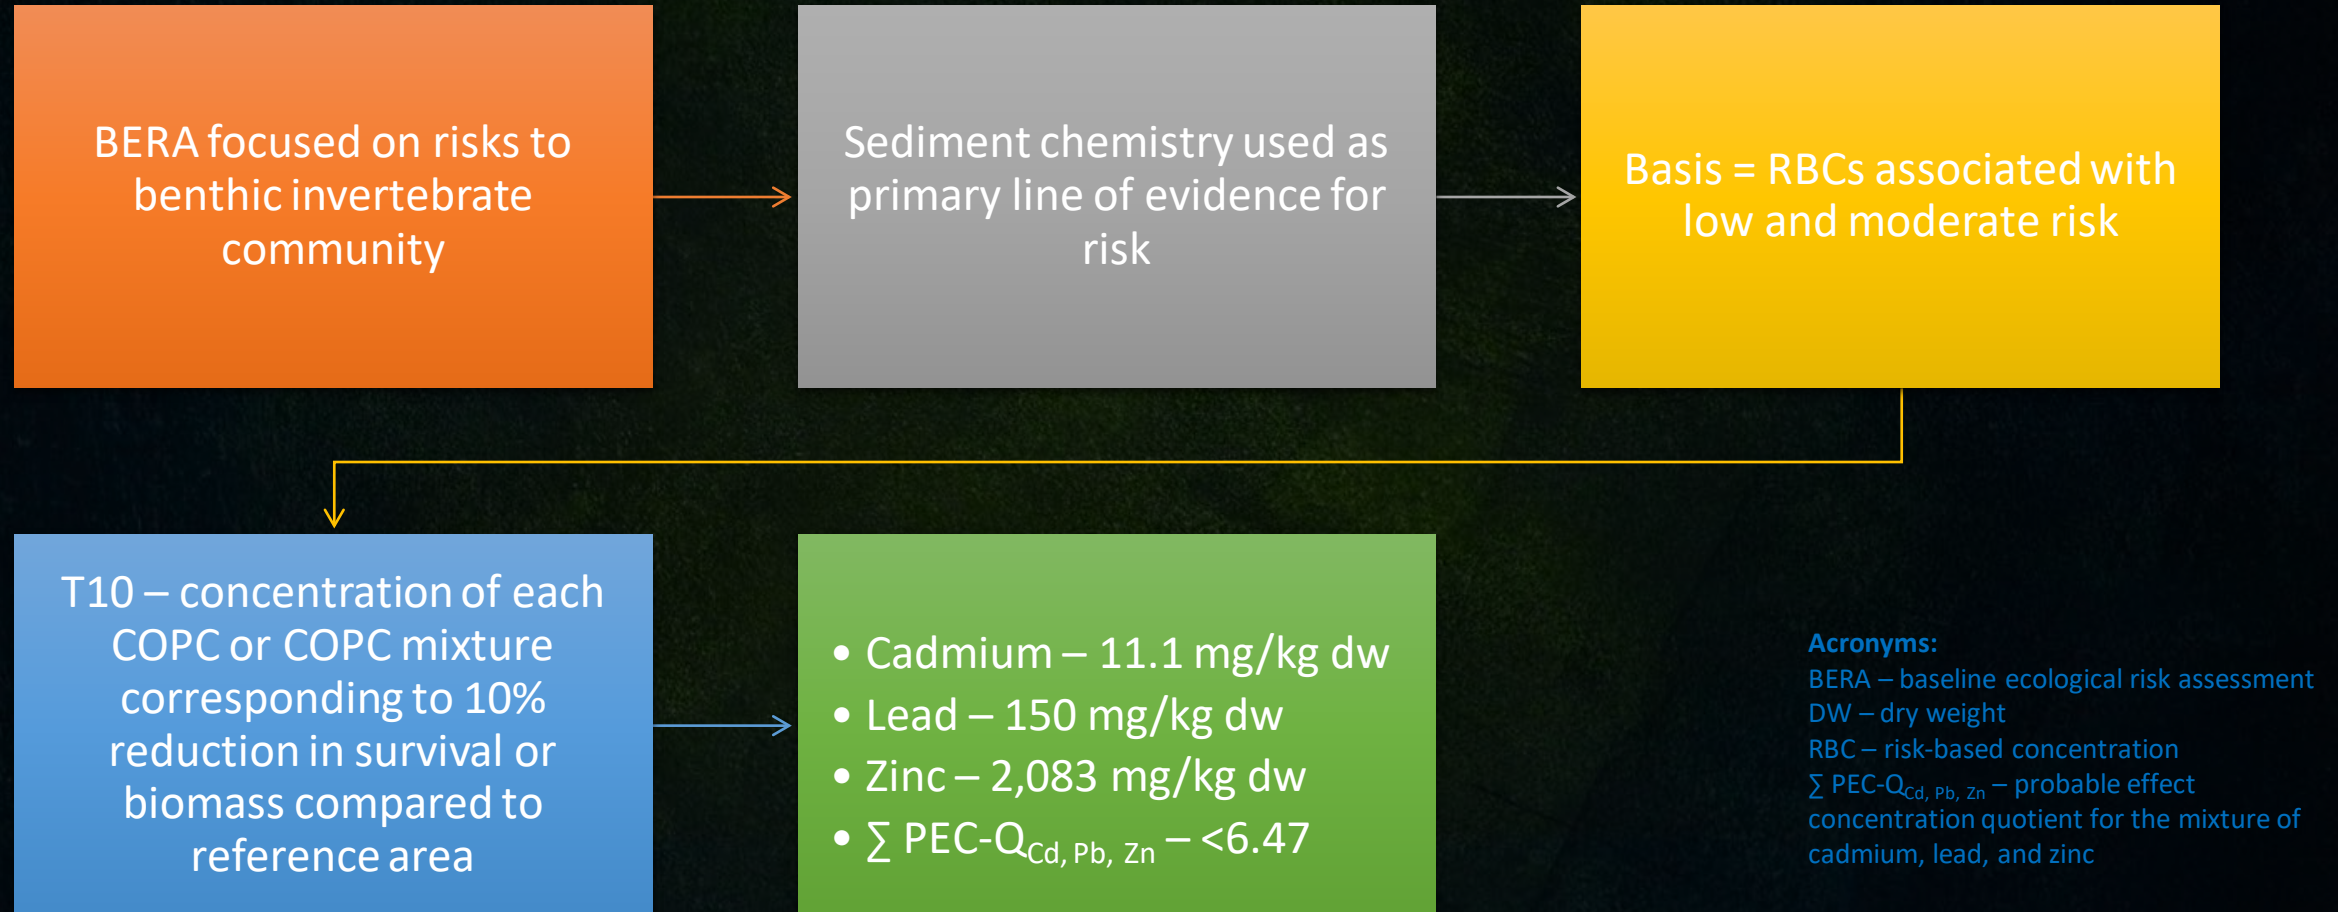 BERA focused on risks to
benthic invertebrate
community
Sediment chemistry used as
primary line of evidence for
risk
Basis = RBCs associated with
low and moderate risk
T10 – concentration of each
COPC or COPC mixture
corresponding to 10%
reduction in survival or
biomass compared to
reference area
• Cadmium – 11.1 mg/kg dw
• Lead – 150 mg/kg dw
• Zinc – 2,083 mg/kg dw
• ∑ PEC-Q Cd, Pb, Zn – <6.47
Acronyms:
BERA – baseline ecological risk assessment
DW – dry weight
RBC – risk-based concentration
∑ PEC-Q Cd, Pb, Zn – probable effect
concentration quotient for the mixture of
cadmium, lead, and zinc